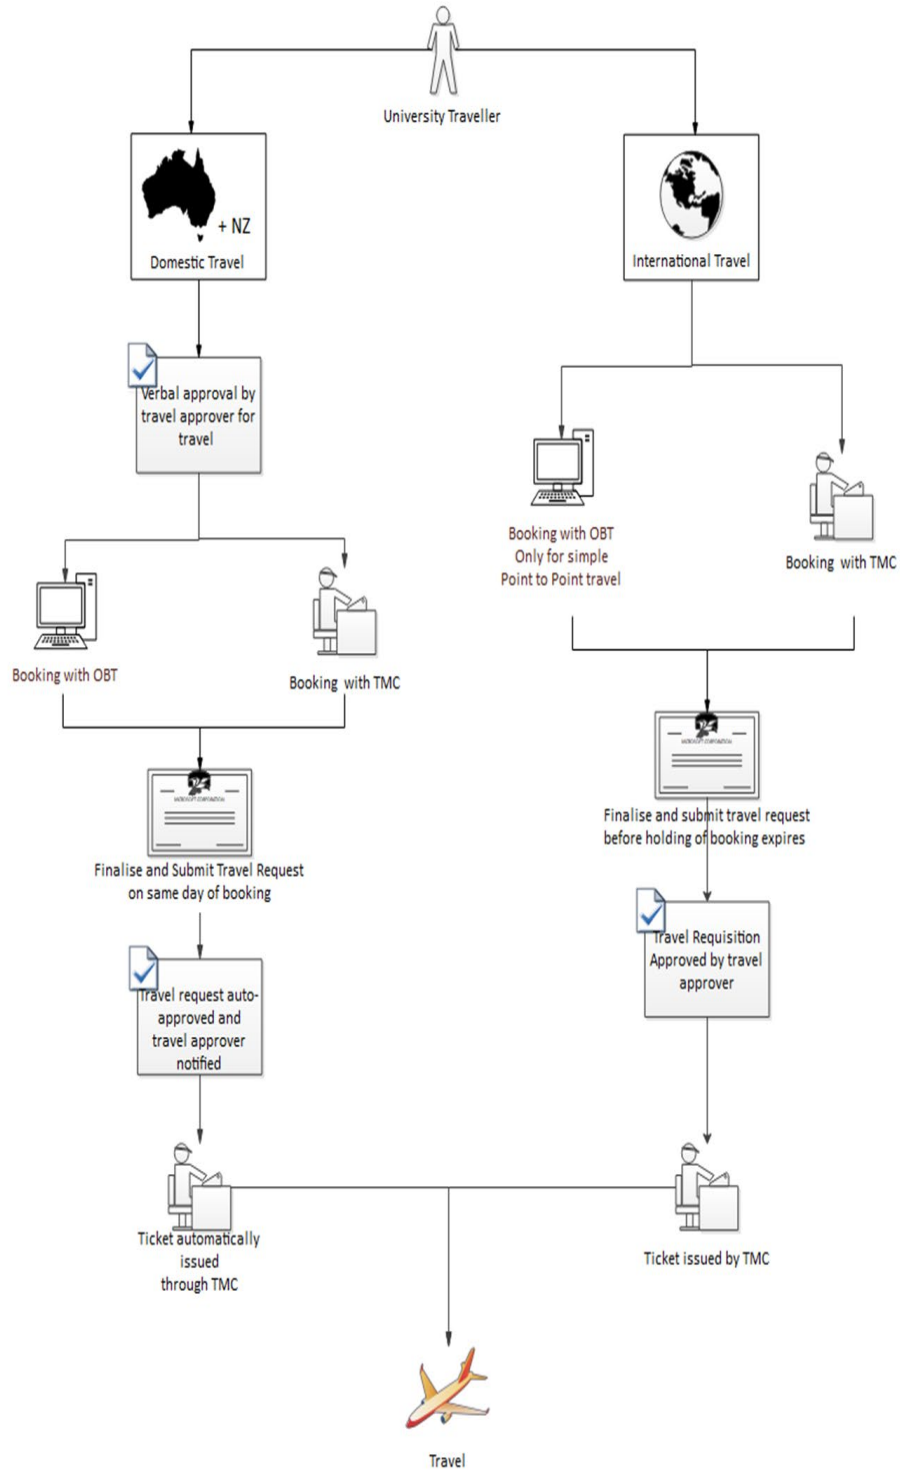 University Traveller
+ NZ
Domestic Travel
International Travel
Verbal approval by
travel approver for
travel
Booking with OBT
Only for simple
Point to Point travel
Booking with TMC
Booking with OBT
Booking with TMC
MICROSOFT CORPORATION
Finalise and submit travel request
before holding of booking expires
MICROSOFT CORPORATION
Finalise and Submit Travel Request
on same day of booking
Travel Requisition
Approved by travel
approver
Travel request auto-
approved and
travel approver
notified
Ticket automatically
issued
through TMC
Ticket issued by TMC
Travel